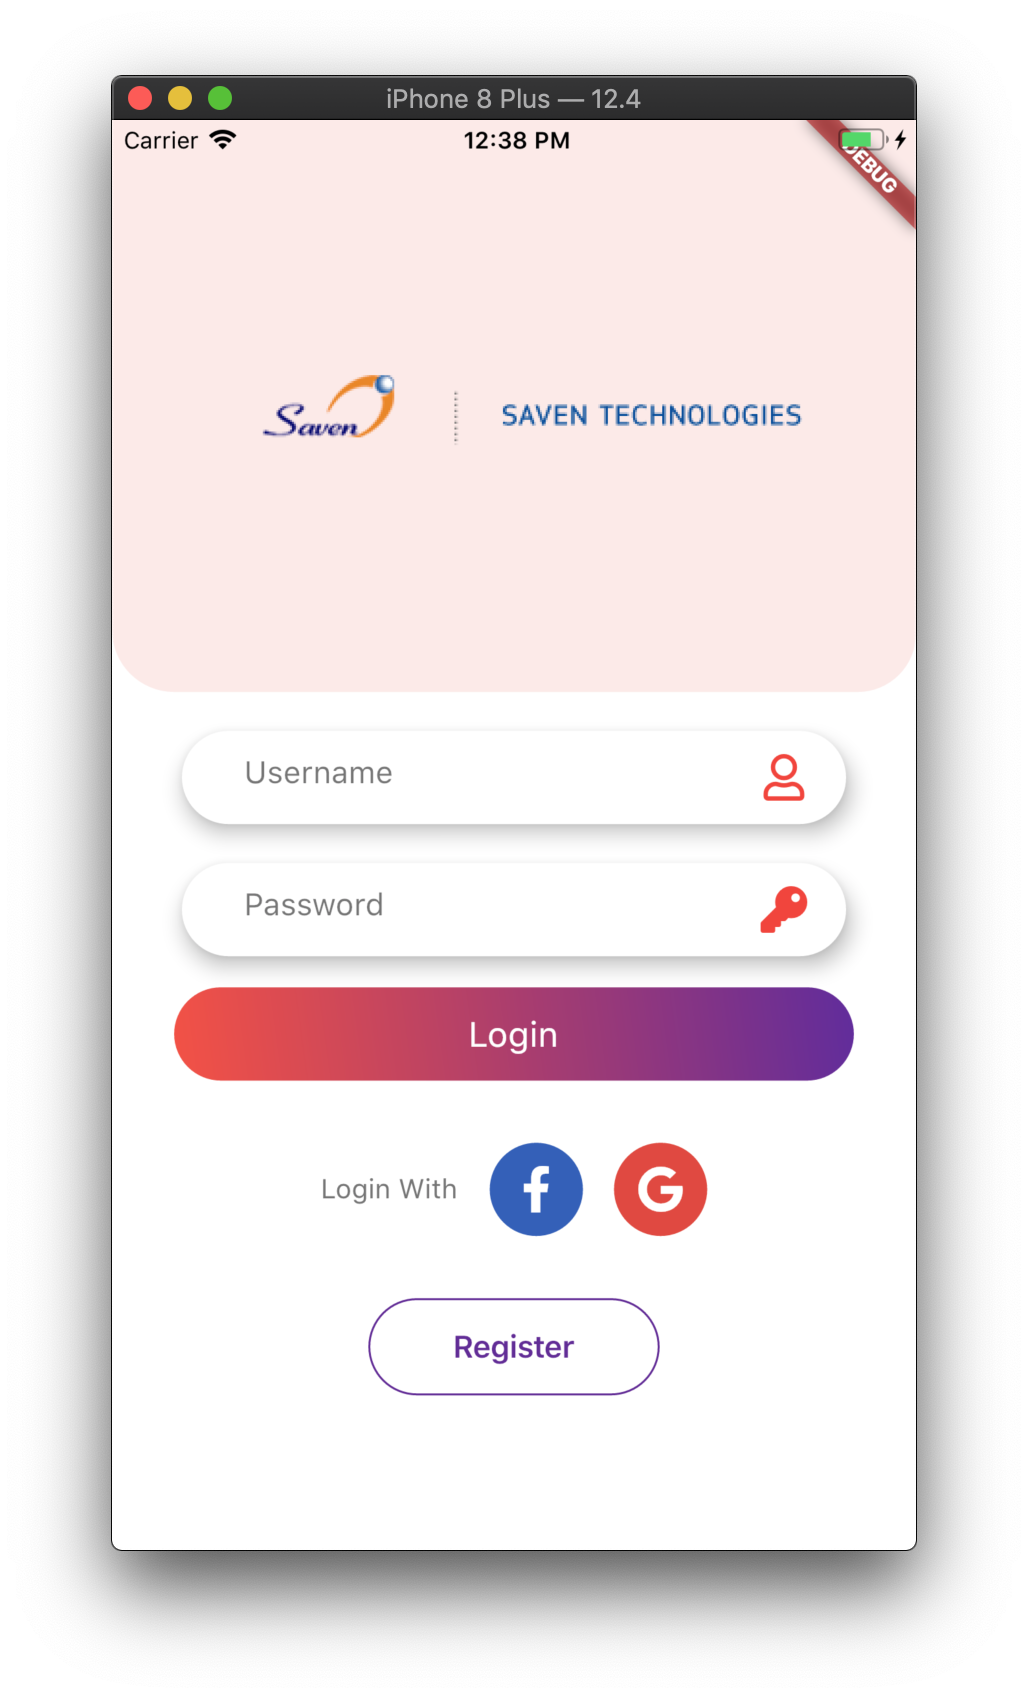 iPhone 8 Plus — 12.4
Carrier 12:38 PM
DEBUG
Saven SAVEN TECHNOLOGIES
Username
Password
Login
Login With f G
Register